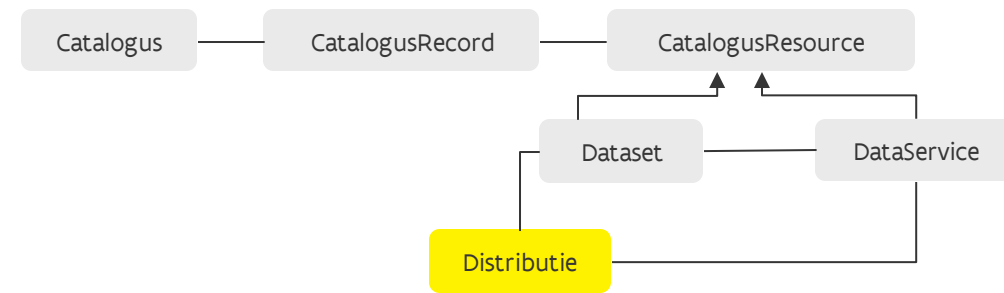 Catalogus
CatalogusRecord
CatalogusResource
Dataset
DataService
Distributie